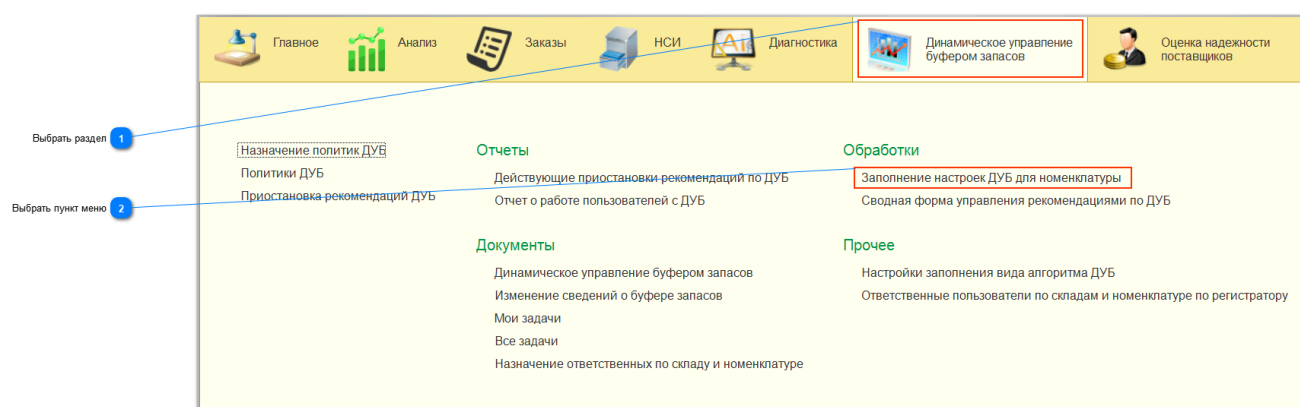 Главное
Анализ
Заказы
НСИ
Диагностика
Динамическое управление
буфером запасов
Оценка надежности
поставщиков
Выбрать раздел 1
Выбрать пункт меню 2
Назначение политик ДУБ
Политики ДУБ
Приостановка рекомендаций ДУБ
Отчеты
Действующие приостановки рекомендаций по ДУБ
Отчет о работе пользователей с ДУБ
Документы
Динамическое управление буфером запасов
Изменение сведений о буфере запасов
Мои задачи
Все задачи
Назначение ответственных по складу и номенклатуре
Обработки
Заполнение настроек ДУБ для номенклатуры
Сводная форма управления рекомендациями по ДУБ
Прочее
Настройки заполнения вида алгоритма ДУБ
Ответственные пользователи по складам и номенклатуре по регистратору